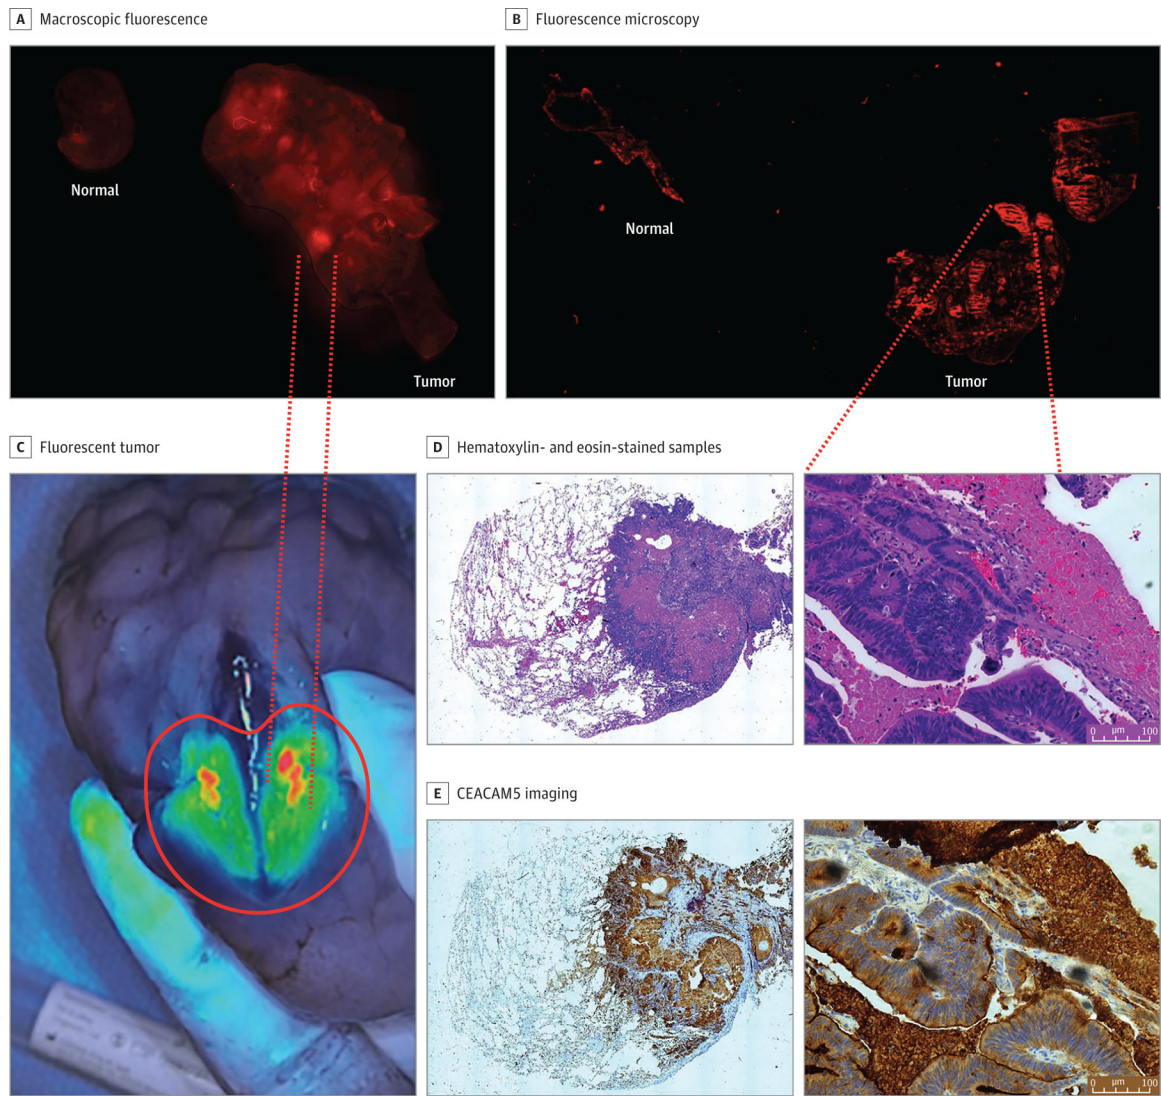 A Macroscopic fluorescence
B Fluorescence microscopy
Normal
Tumor
Normal
Tumor
C Fluorescent tumor
D Hematoxylin- and eosin-stained samples
0 µm 100
E CEACAM5 imaging
0 µm 100